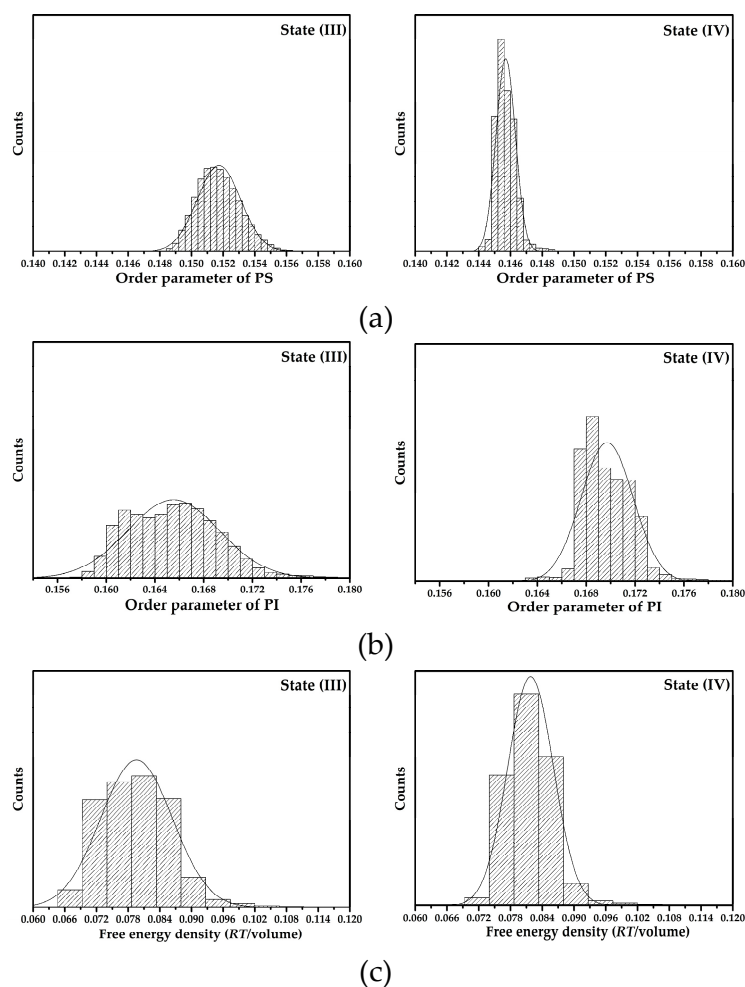 State (III)
State (IV)
Counts
Counts
0.140 0.142 0.144 0.146 0.148 0.150 0.152 0.154 0.156 0.158 0.160
0.140 0.142 0.144 0.146 0.148 0.150 0.152 0.154 0.156 0.158 0.160
Order parameter of PS
Order parameter of PS
(a)
State (III)
State (IV)
Counts
Counts
0.156 0.160 0.164 0.168 0.172 0.176 0.180
0.156 0.160 0.164 0.168 0.172 0.176 0.180
Order parameter of PI
Order parameter of PI
(b)
State (III)
State (IV)
Counts
Counts
0.060 0.066 0.072 0.078 0.084 0.090 0.096 0.102 0.108 0.114 0.120
0.060 0.066 0.072 0.078 0.084 0.090 0.096 0.102 0.108 0.114 0.120
Free energy density (RT/volume)
Free energy density (RT/volume)
(c)